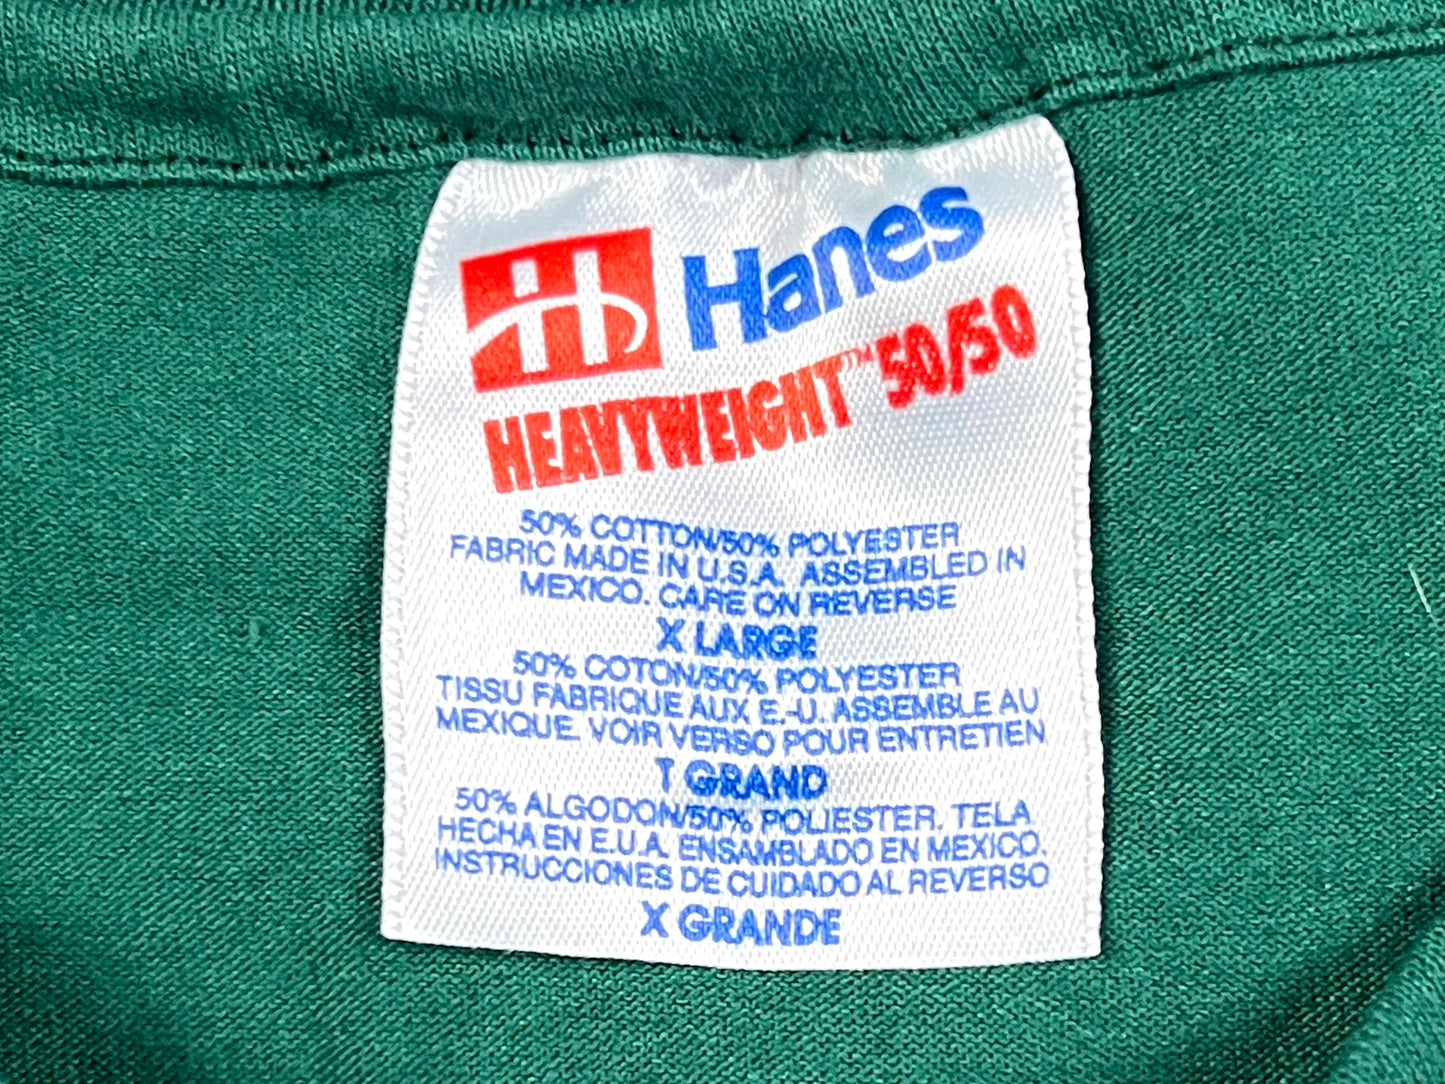 H Hanes
HEAVYWEIGHT™ 50/50
50% COTTON/50% POLYESTER
FABRIC MADE IN U.S.A. ASSEMBLED IN
MEXICO. CARE ON REVERSE
X LARGE
50% COTON/50% POLYESTER
TISSU FABRIQUE AUX E.-U. ASSEMBLE AU
MEXIQUE. VOIR VERSO POUR ENTRETIEN
T GRAND
50% ALGODON/50% POLIESTER. TELA
HECHA EN E.U.A. ENSAMBLADO EN MEXICO.
INSTRUCCIONES DE CUIDADO AL REVERSO
X GRANDE